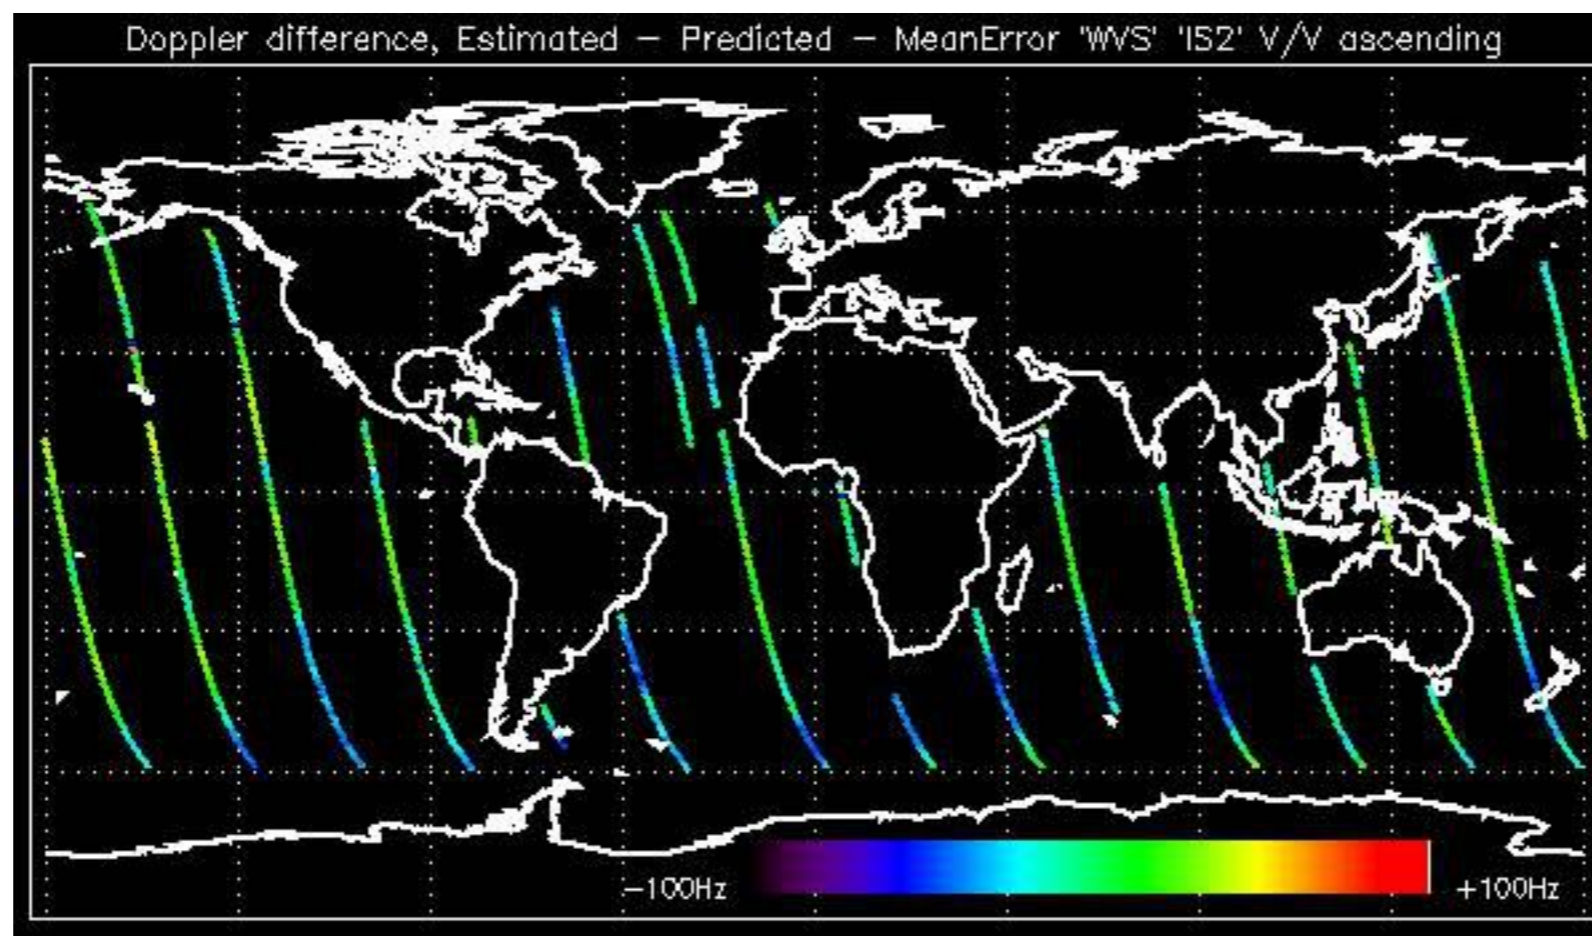 Doppler difference, Estimated – Predicted – MeanError 'WVS' 'IS2' V/V ascending
–100Hz +100Hz